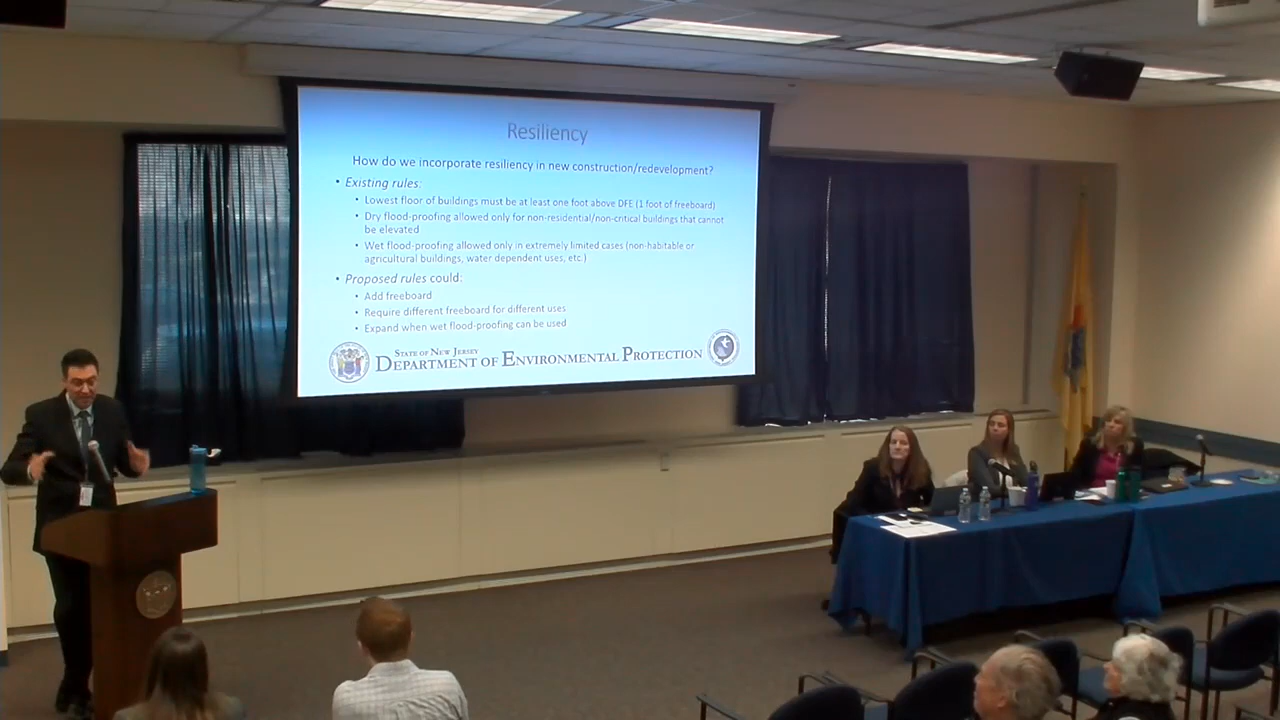 Resiliency
How do we incorporate resiliency in new construction/redevelopment?
• Existing rules:
• Lowest floor of buildings must be at least one foot above DFE (1 foot of freeboard)
• Dry flood-proofing allowed only for non-residential/non-critical buildings that cannot
be elevated
• Wet flood-proofing allowed only in extremely limited cases (non-habitable or
agricultural buildings, water dependent uses, etc.)
• Proposed rules could:
• Add freeboard
• Require different freeboard for different uses
• Expand when wet flood-proofing can be used
STATE OF NEW JERSEY
DEPARTMENT OF ENVIRONMENTAL PROTECTION